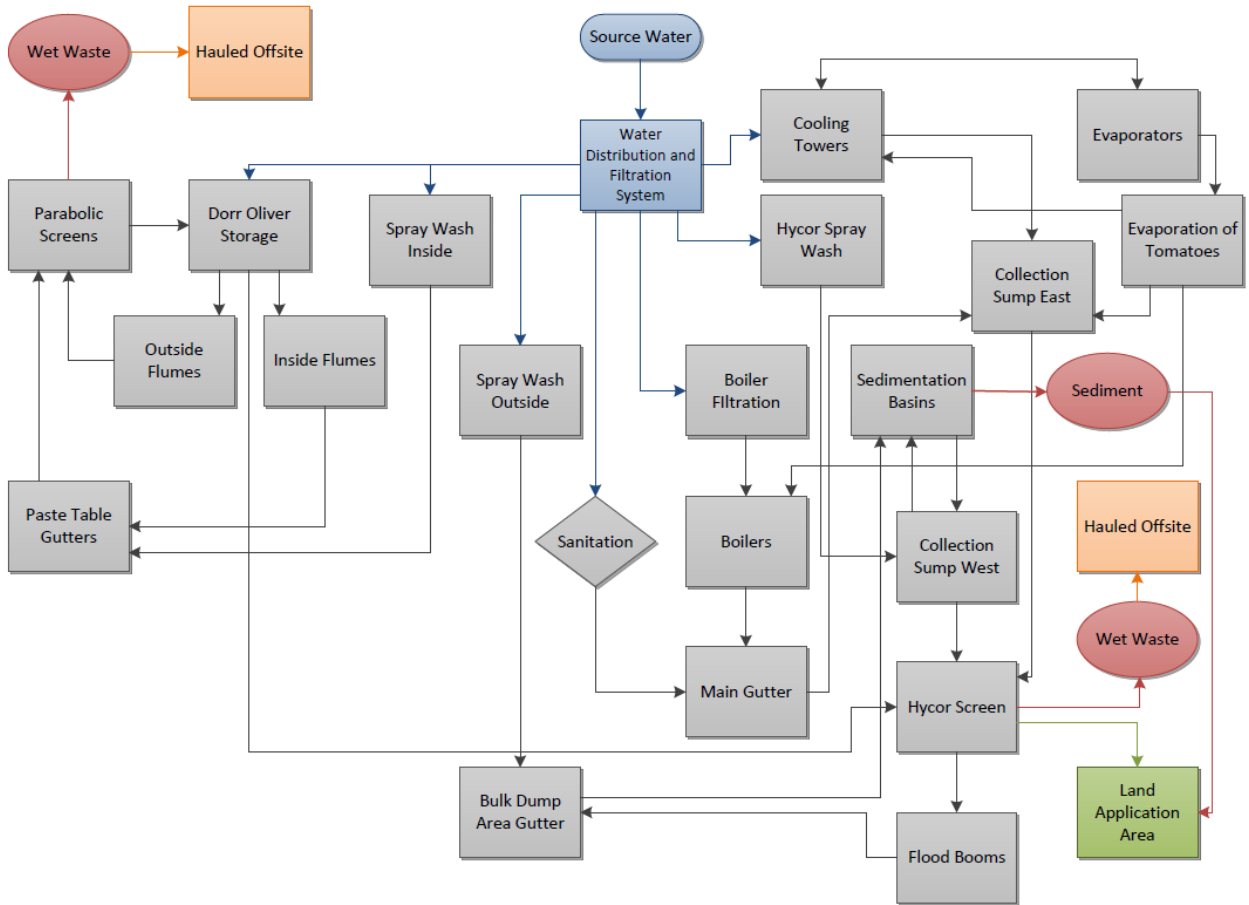 Wet Waste
Hauled Offsite
Source Water
Water
Distribution and
Filtration
System
Cooling
Towers
Evaporators
Parabolic
Screens
Dorr Oliver
Storage
Spray Wash
Inside
Hycor Spray
Wash
Evaporation of
Tomatoes
Collection
Sump East
Outside
Flumes
Inside Flumes
Spray Wash
Outside
Boiler
FIltration
Sedimentation
Basins
Sediment
Paste Table
Gutters
Sanitation
Boilers
Collection
Sump West
Hauled Offsite
Wet Waste
Main Gutter
Hycor Screen
Bulk Dump
Area Gutter
Flood Booms
Land
Application
Area